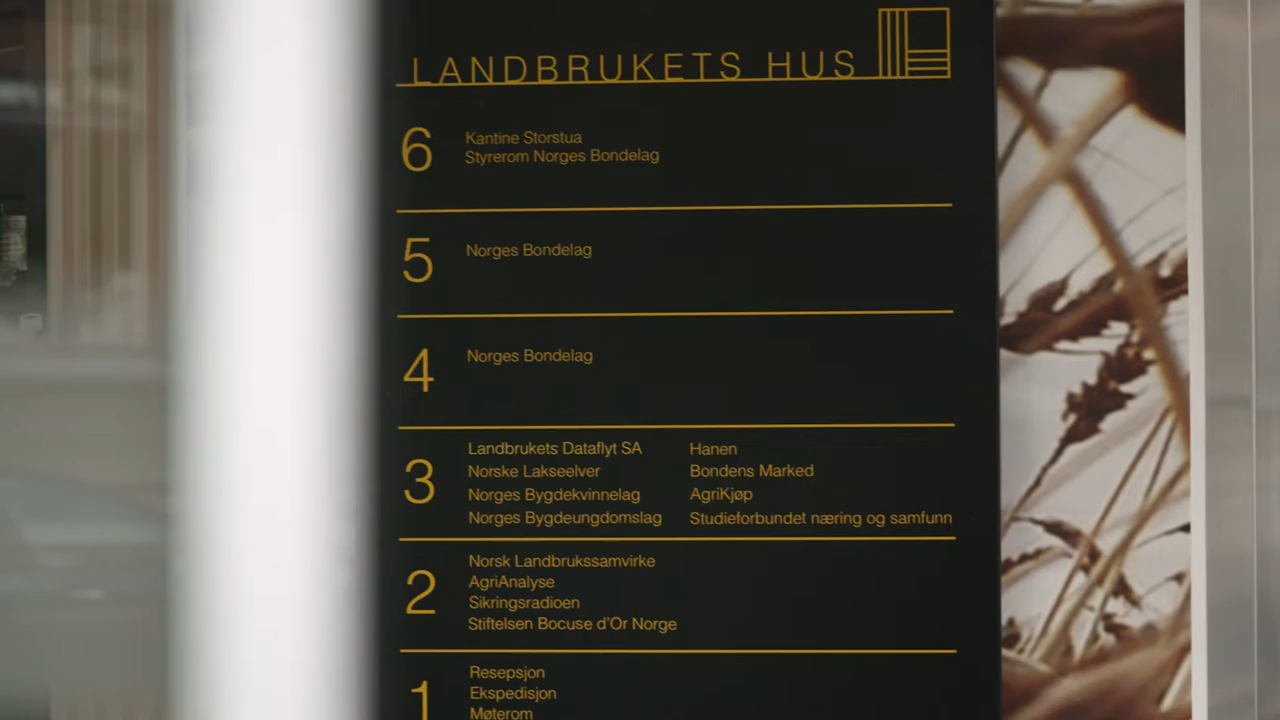 LANDBRUKETS HUS
6
Kantine Storstua
Styrerom Norges Bondelag
5
Norges Bondelag
4
Norges Bondelag
3
Landbrukets Dataflyt SA
Norske Lakseelver
Norges Bygdekvinnelag
Norges Bygdeungdomslag
Hanen
Bondens Marked
AgriKjøp
Studieforbundet næring og samfunn
2
Norsk Landbrukssamvirke
AgriAnalyse
Sikringsradioen
Stiftelsen Bocuse d'Or Norge
1
Resepsjon
Ekspedisjon
Møterom